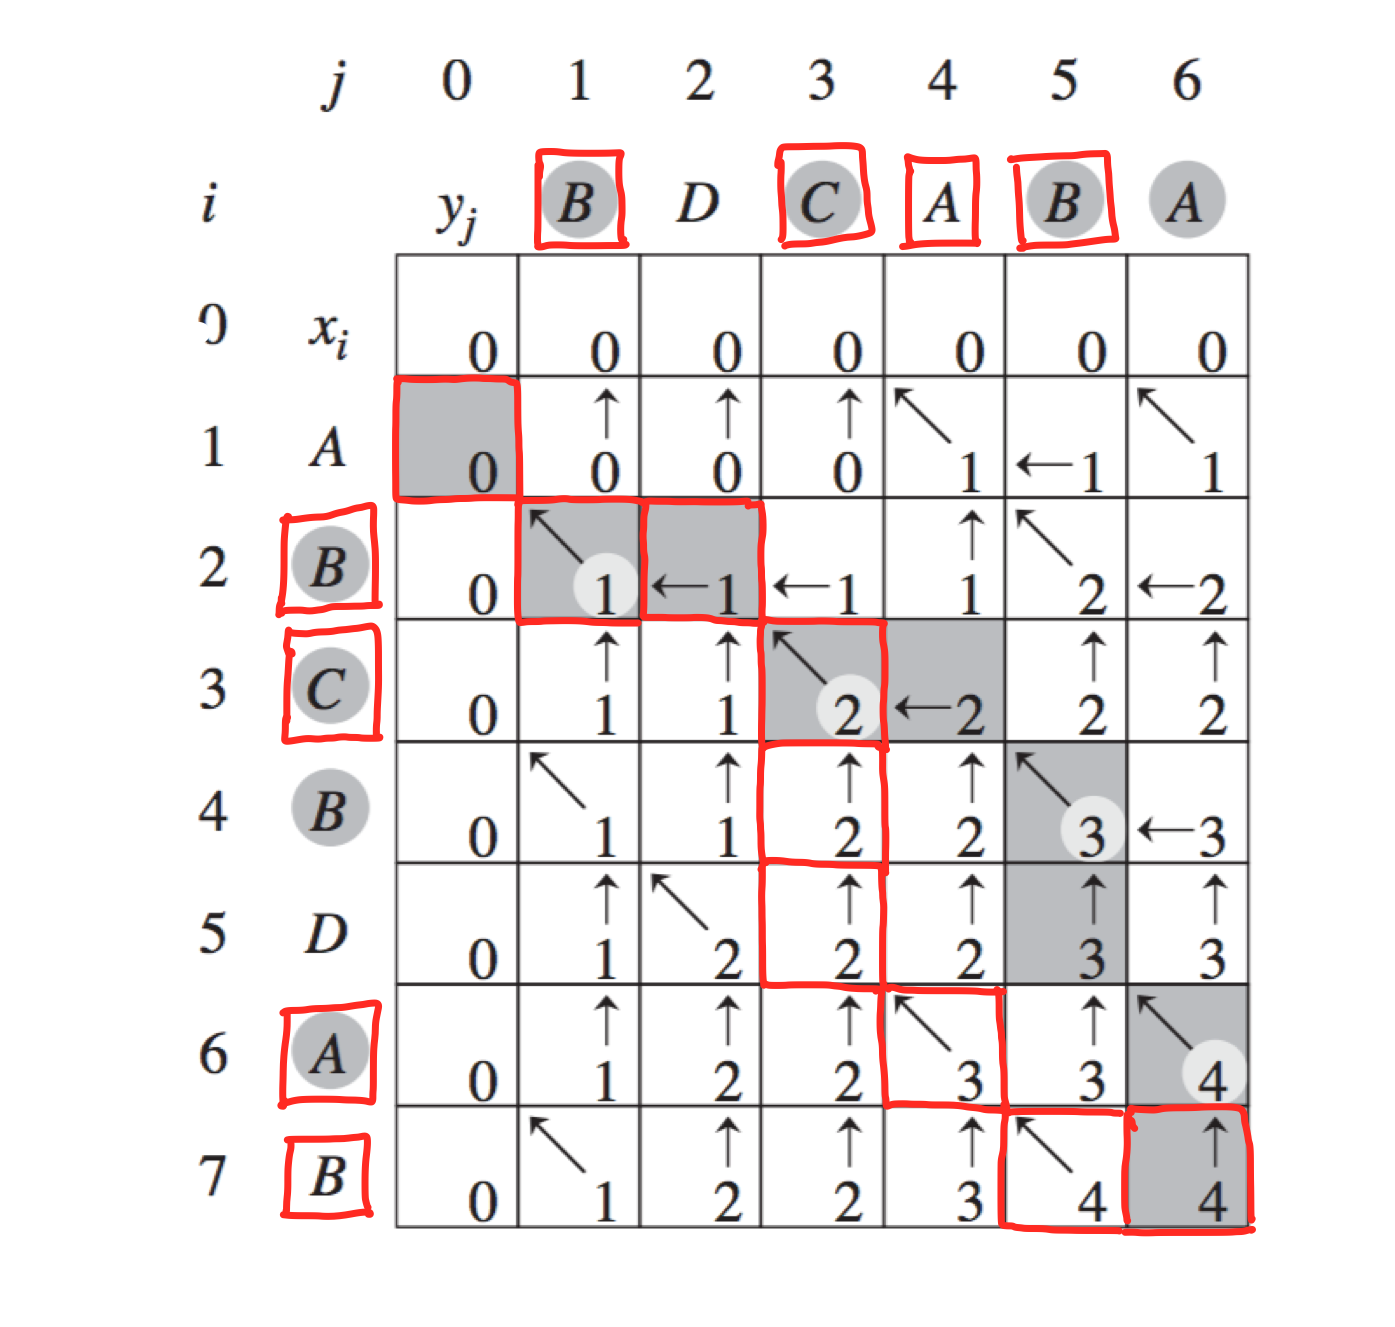 j 0 1 2 3 4 5 6
i yj B D C A B A
0 xi 0 0 0 0 0 0 0
1 A 0 ↑0 ↑0 ↑0 ↖1 ←1 ↖1
2 B 0 ↖1 ←1 ←1 ↑1 ↖2 ←2
3 C 0 ↑1 ↑1 ↖2 ←2 ↑2 ↑2
4 B 0 ↖1 ↑1 ↑2 ↑2 ↖3 ←3
5 D 0 ↑1 ↖2 ↑2 ↑2 ↑3 ↑3
6 A 0 ↑1 ↑2 ↑2 ↖3 ↑3 ↖4
7 B 0 ↖1 ↑2 ↑2 ↑3 ↖4 ↑4